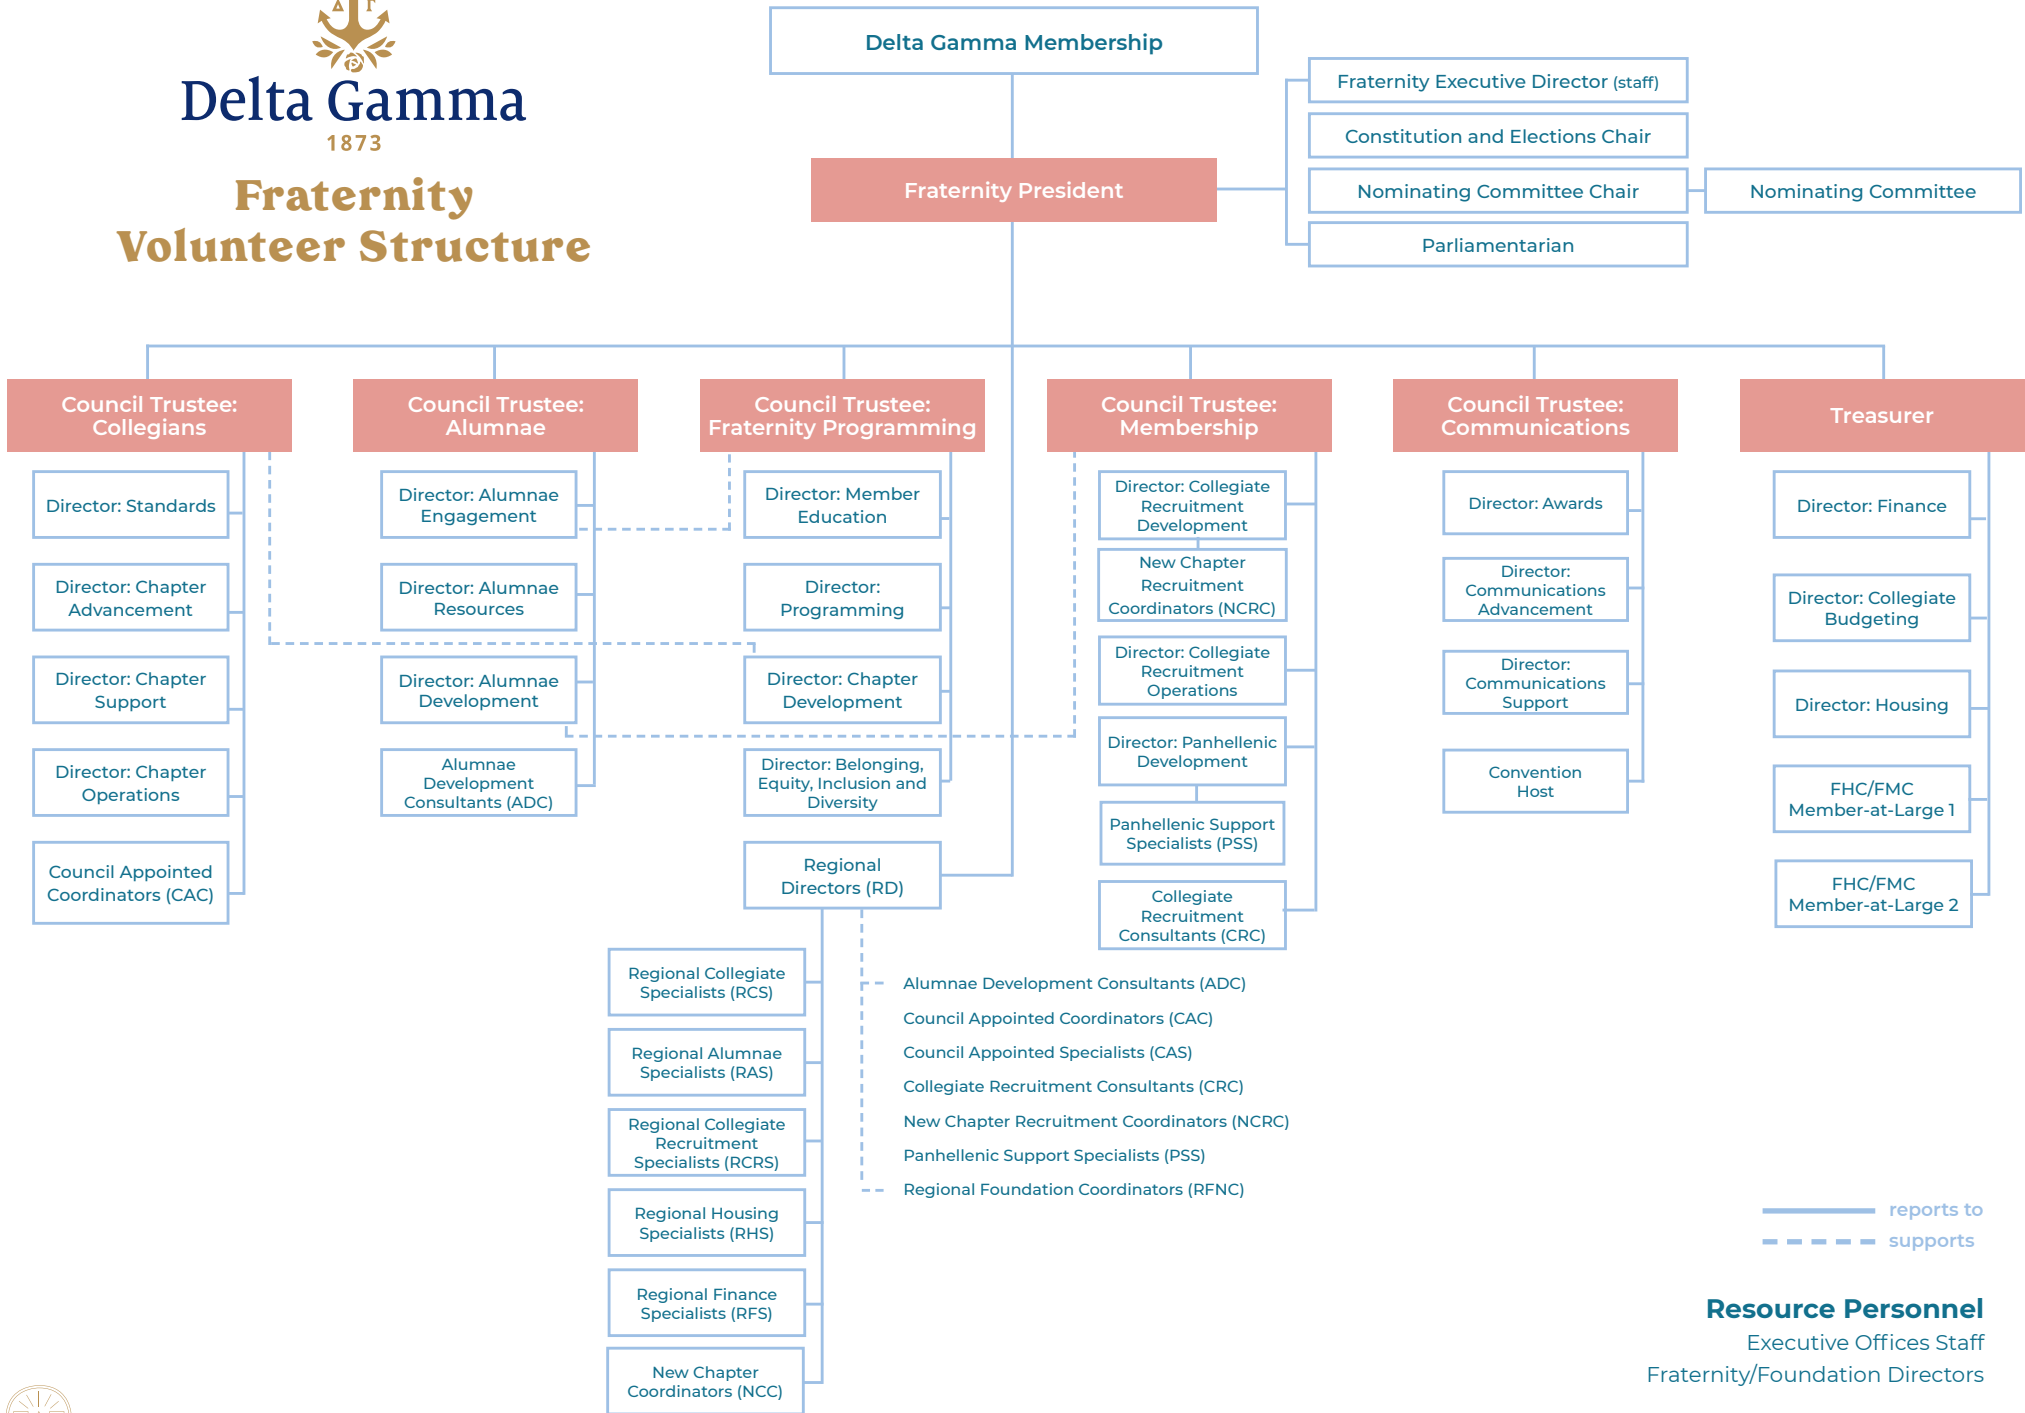 Δ Γ
Delta Gamma
1873
Fraternity
Volunteer Structure
Delta Gamma Membership
Fraternity President
Fraternity Executive Director (staff)
Constitution and Elections Chair
Nominating Committee Chair
Nominating Committee
Parliamentarian
Council Trustee:
Collegians
Director: Standards
Director: Chapter
Advancement
Director: Chapter
Support
Director: Chapter
Operations
Council Appointed
Coordinators (CAC)
Council Trustee:
Alumnae
Director: Alumnae
Engagement
Director: Alumnae
Resources
Director: Alumnae
Development
Alumnae
Development
Consultants (ADC)
Council Trustee:
Fraternity Programming
Director: Member
Education
Director:
Programming
Director: Chapter
Development
Director: Belonging,
Equity, Inclusion and
Diversity
Regional
Directors (RD)
Regional Collegiate
Specialists (RCS)
Regional Alumnae
Specialists (RAS)
Regional Collegiate
Recruitment
Specialists (RCRS)
Regional Housing
Specialists (RHS)
Regional Finance
Specialists (RFS)
New Chapter
Coordinators (NCC)
Alumnae Development Consultants (ADC)
Council Appointed Coordinators (CAC)
Council Appointed Specialists (CAS)
Collegiate Recruitment Consultants (CRC)
New Chapter Recruitment Coordinators (NCRC)
Panhellenic Support Specialists (PSS)
Regional Foundation Coordinators (RFNC)
Council Trustee:
Membership
Director: Collegiate
Recruitment
Development
New Chapter
Recruitment
Coordinators (NCRC)
Director: Collegiate
Recruitment
Operations
Director: Panhellenic
Development
Panhellenic Support
Specialists (PSS)
Collegiate
Recruitment
Consultants (CRC)
Council Trustee:
Communications
Director: Awards
Director:
Communications
Advancement
Director:
Communications
Support
Convention
Host
Treasurer
Director: Finance
Director: Collegiate
Budgeting
Director: Housing
FHC/FMC
Member-at-Large 1
FHC/FMC
Member-at-Large 2
reports to
supports
Resource Personnel
Executive Offices Staff
Fraternity/Foundation Directors